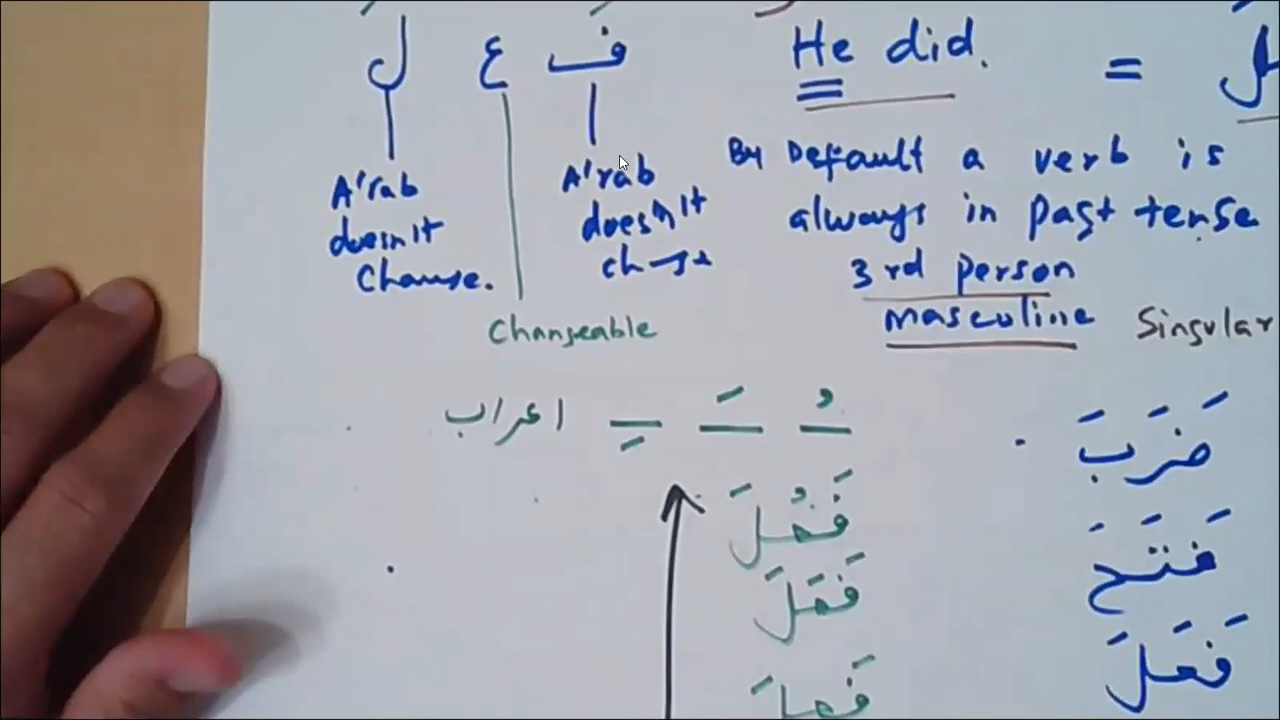 فَ ع لَ
He did. =
A'rab doesn't change.
A'rab doesn't
Changeable
By Default a verb is always in past tense
3rd person masculine Singular
اعراب
ضَرَبَ
فَتَحَ
فَعَلَ
فَعُلَ
فَعَلَ